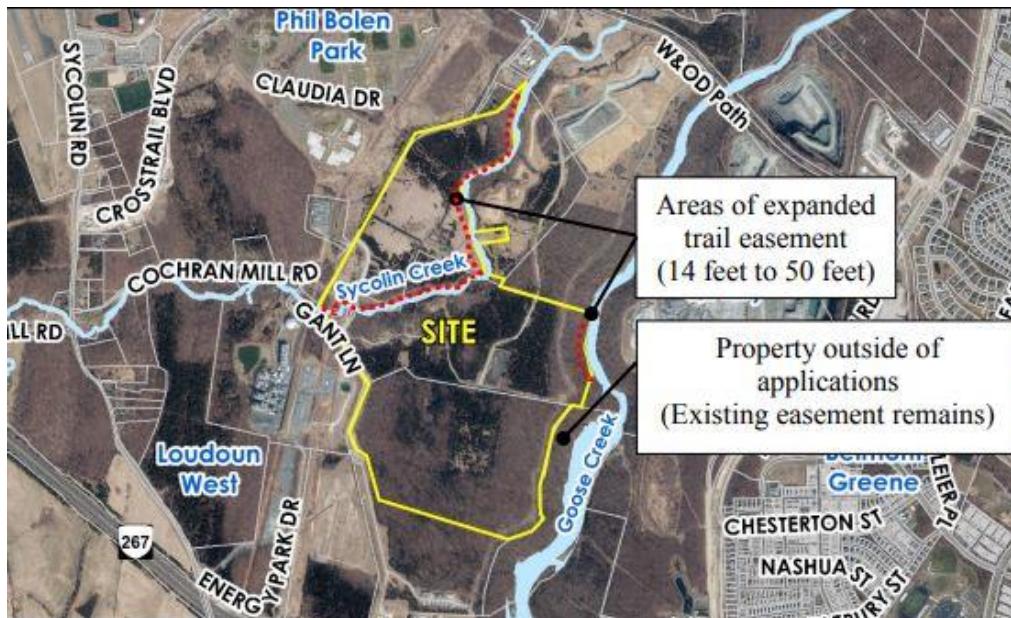 Phil Bolen
Park
CLAUDIA DR
SYCOLIN RD
CROSSTRAIL BLVD
W&OD Path
Areas of expanded
trail easement
(14 feet to 50 feet)
COCHRAN MILL RD
Sycolin Creek
ILL RD
GANT LN
SITE
Property outside of
applications
(Existing easement remains)
Loudoun
West
Goose Creek
Belmont
Greene
CHESTERTON ST
NASHUA ST
267
ENERGY PARK DR